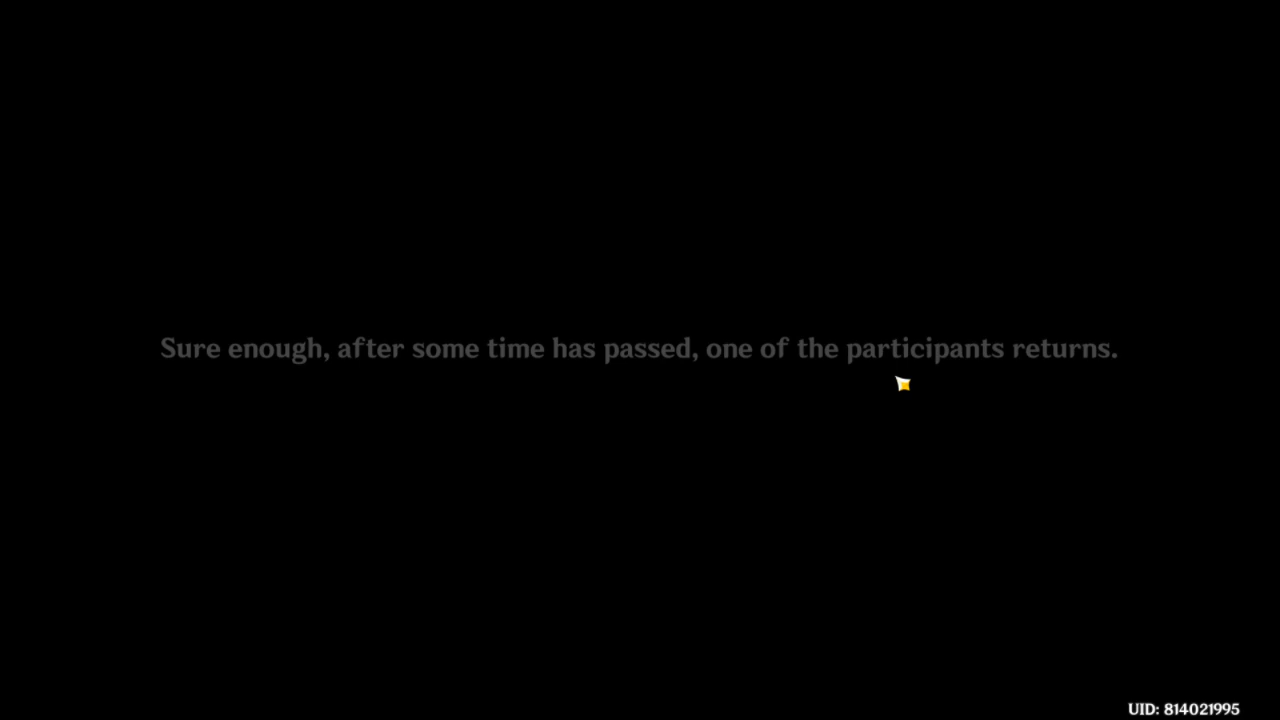 Sure enough, after some time has passed, one of the participants returns.
UID: 814021995